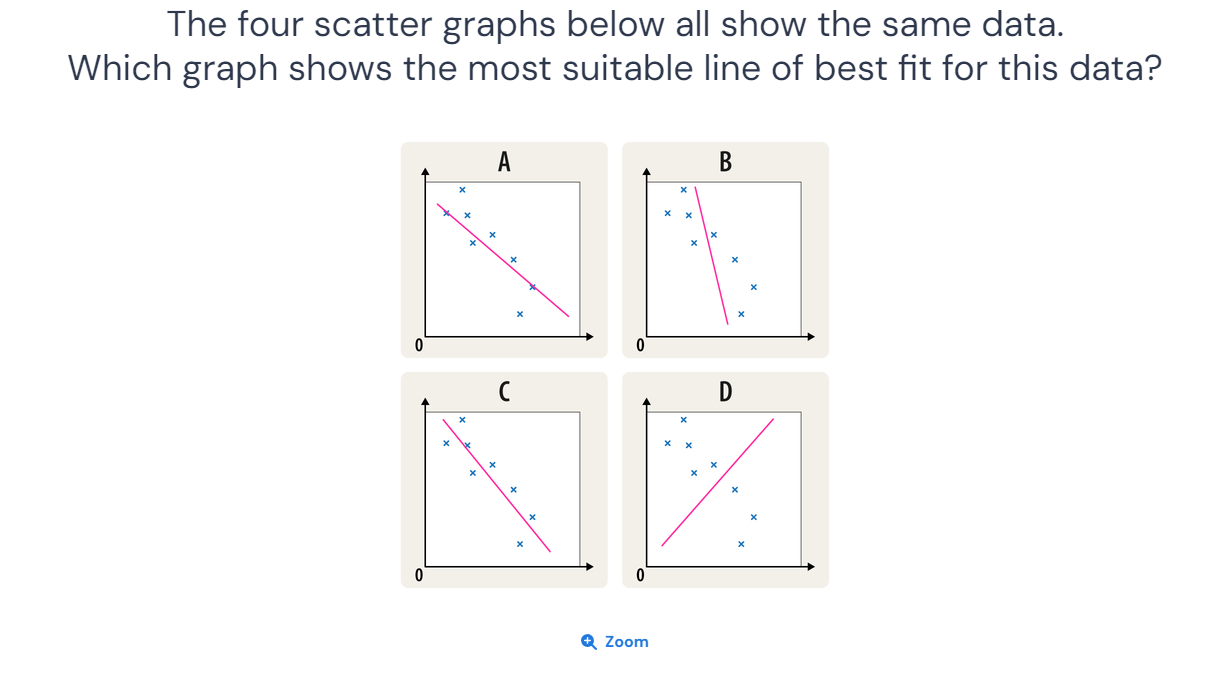 The four scatter graphs below all show the same data.
Which graph shows the most suitable line of best fit for this data?
A
B
0
0
C
D
0
0
Zoom